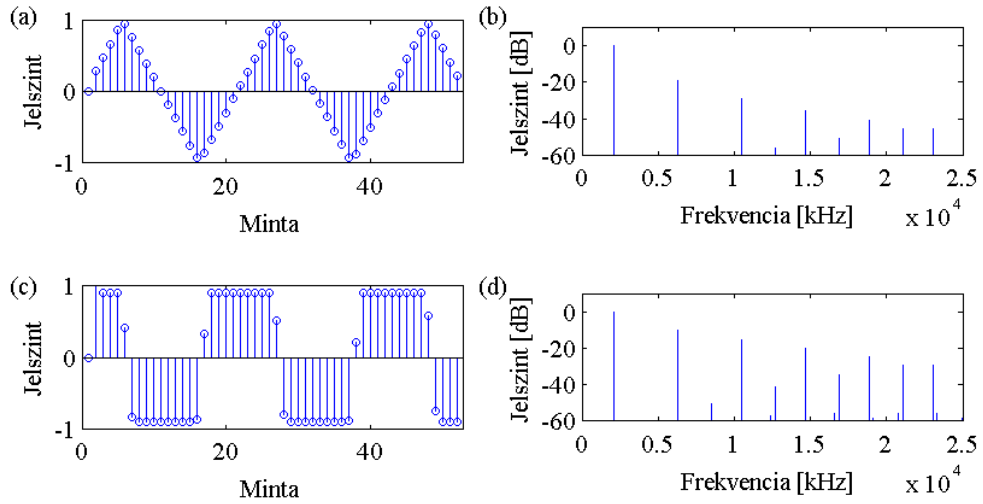 (a)
1
0
-1
Jelszint
0
20
40
Minta
(b)
0
-20
-40
-60
Jelszint [dB]
0
0.5
1
1.5
2
2.5
Frekvencia [kHz]
x 10^4
(c)
1
0
-1
Jelszint
0
20
40
Minta
(d)
0
-20
-40
-60
Jelszint [dB]
0
0.5
1
1.5
2
2.5
Frekvencia [kHz]
x 10^4